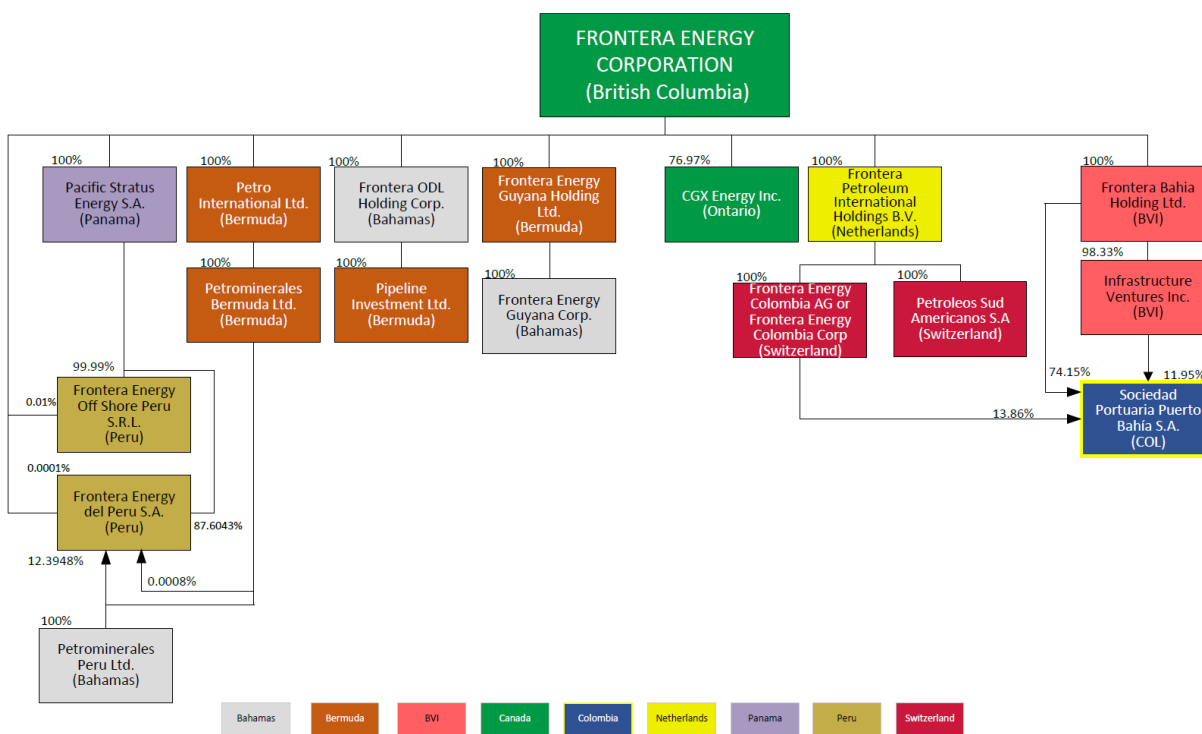 FRONTERA ENERGY
CORPORATION
(British Columbia)
100%
Pacific Stratus
Energy S.A.
(Panama)
100%
Petro
International Ltd.
(Bermuda)
100%
Frontera ODL
Holding Corp.
(Bahamas)
100%
Frontera Energy
Guyana Holding
Ltd.
(Bermuda)
76.97%
CGX Energy Inc.
(Ontario)
100%
Frontera
Petroleum
International
Holdings B.V.
(Netherlands)
100%
Frontera Bahia
Holding Ltd.
(BVI)
100%
Petrominerales
Bermuda Ltd.
(Bermuda)
100%
Pipeline
Investment Ltd.
(Bermuda)
100%
Frontera Energy
Guyana Corp.
(Bahamas)
100%
Frontera Energy
Colombia AG or
Frontera Energy
Colombia Corp
(Switzerland)
100%
Petroleos Sud
Americanos S.A
(Switzerland)
98.33%
Infrastructure
Ventures Inc.
(BVI)
99.99%
0.01%
Frontera Energy
Off Shore Peru
S.R.L.
(Peru)
74.15%
11.95%
13.86%
Sociedad
Portuaria Puerto
Bahía S.A.
(COL)
0.0001%
Frontera Energy
del Peru S.A.
(Peru)
87.6043%
12.3948%
0.0008%
100%
Petrominerales
Peru Ltd.
(Bahamas)
Bahamas
Bermuda
BVI
Canada
Colombia
Netherlands
Panama
Peru
Switzerland